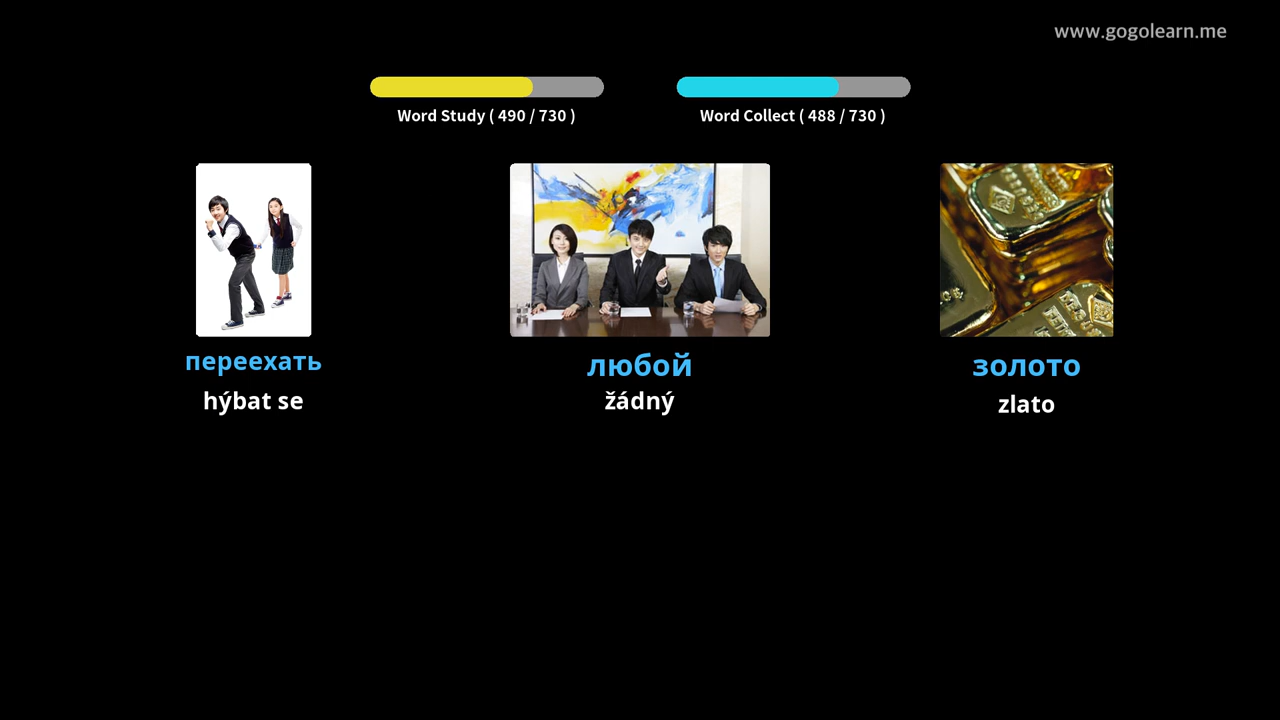 www.gogolearn.me
Word Study ( 490 / 730 )
Word Collect ( 488 / 730 )
переехать
любой
золото
hýbat se
žádný
zlato